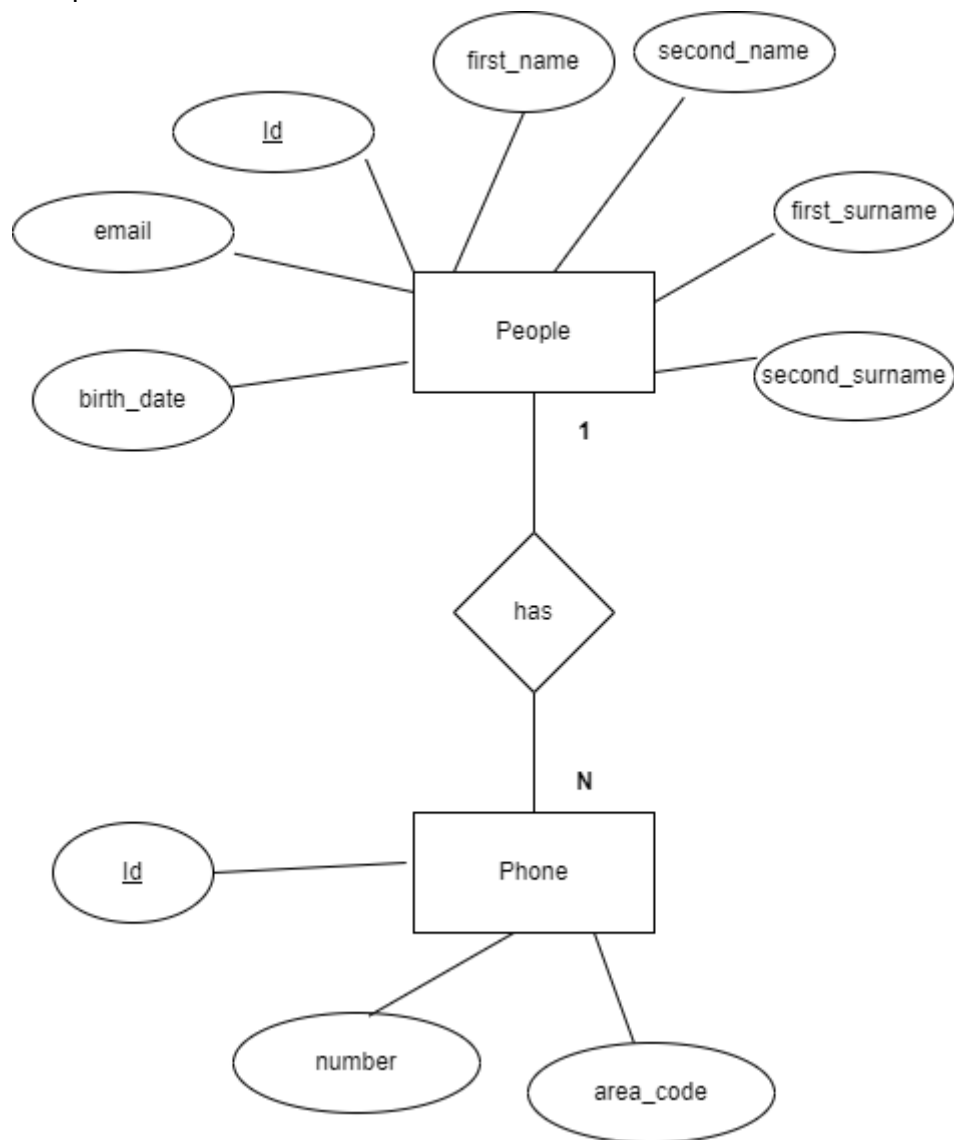 second_name
first_name
Id
first_surname
email
People
second_surname
birth_date
1
has
N
Phone
Id
number
area_code